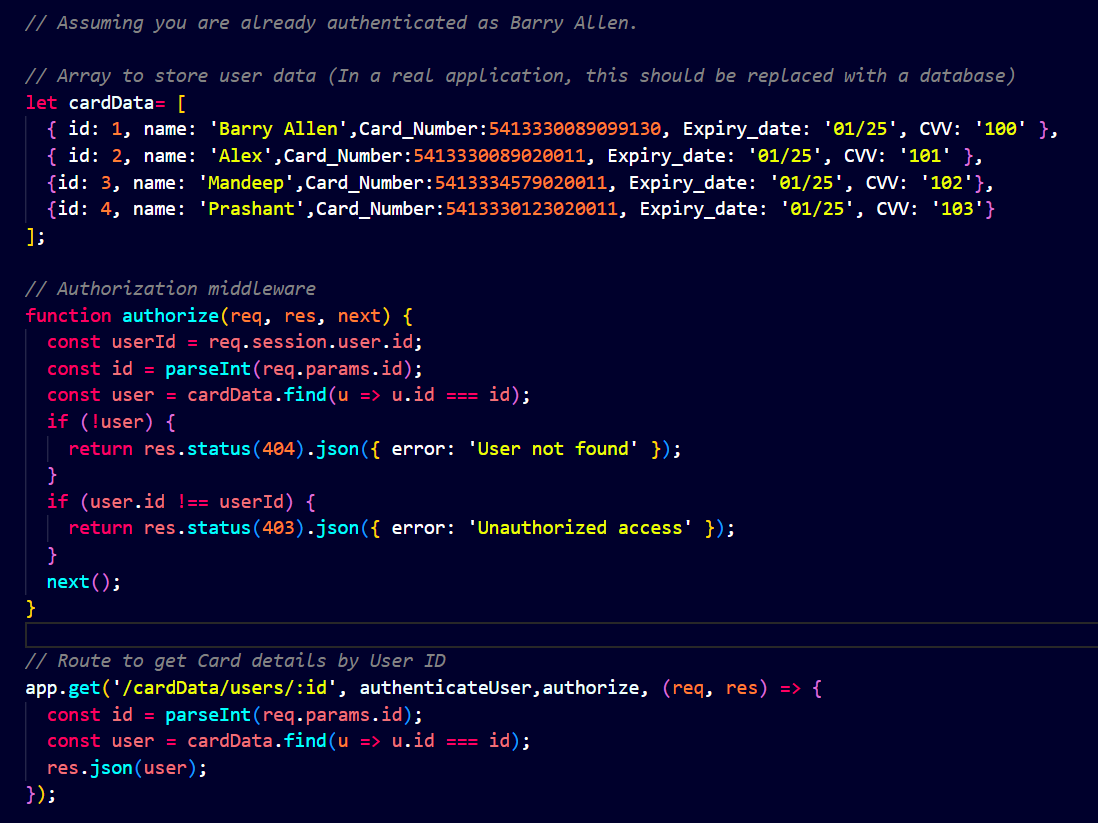 // Assuming you are already authenticated as Barry Allen.

// Array to store user data (In a real application, this should be replaced with a database)
let cardData= [
  { id: 1, name: 'Barry Allen',Card_Number:5413330089099130, Expiry_date: '01/25', CVV: '100' },
  { id: 2, name: 'Alex',Card_Number:5413330089020011, Expiry_date: '01/25', CVV: '101' },
  {id: 3, name: 'Mandeep',Card_Number:5413334579020011, Expiry_date: '01/25', CVV: '102'},
  {id: 4, name: 'Prashant',Card_Number:5413330123020011, Expiry_date: '01/25', CVV: '103'}
];

// Authorization middleware
function authorize(req, res, next) {
  const userId = req.session.user.id;
  const id = parseInt(req.params.id);
  const user = cardData.find(u => u.id === id);
  if (!user) {
    return res.status(404).json({ error: 'User not found' });
  }
  if (user.id !== userId) {
    return res.status(403).json({ error: 'Unauthorized access' });
  }
  next();
}

// Route to get Card details by User ID
app.get('/cardData/users/:id', authenticateUser,authorize, (req, res) => {
  const id = parseInt(req.params.id);
  const user = cardData.find(u => u.id === id);
  res.json(user);
});